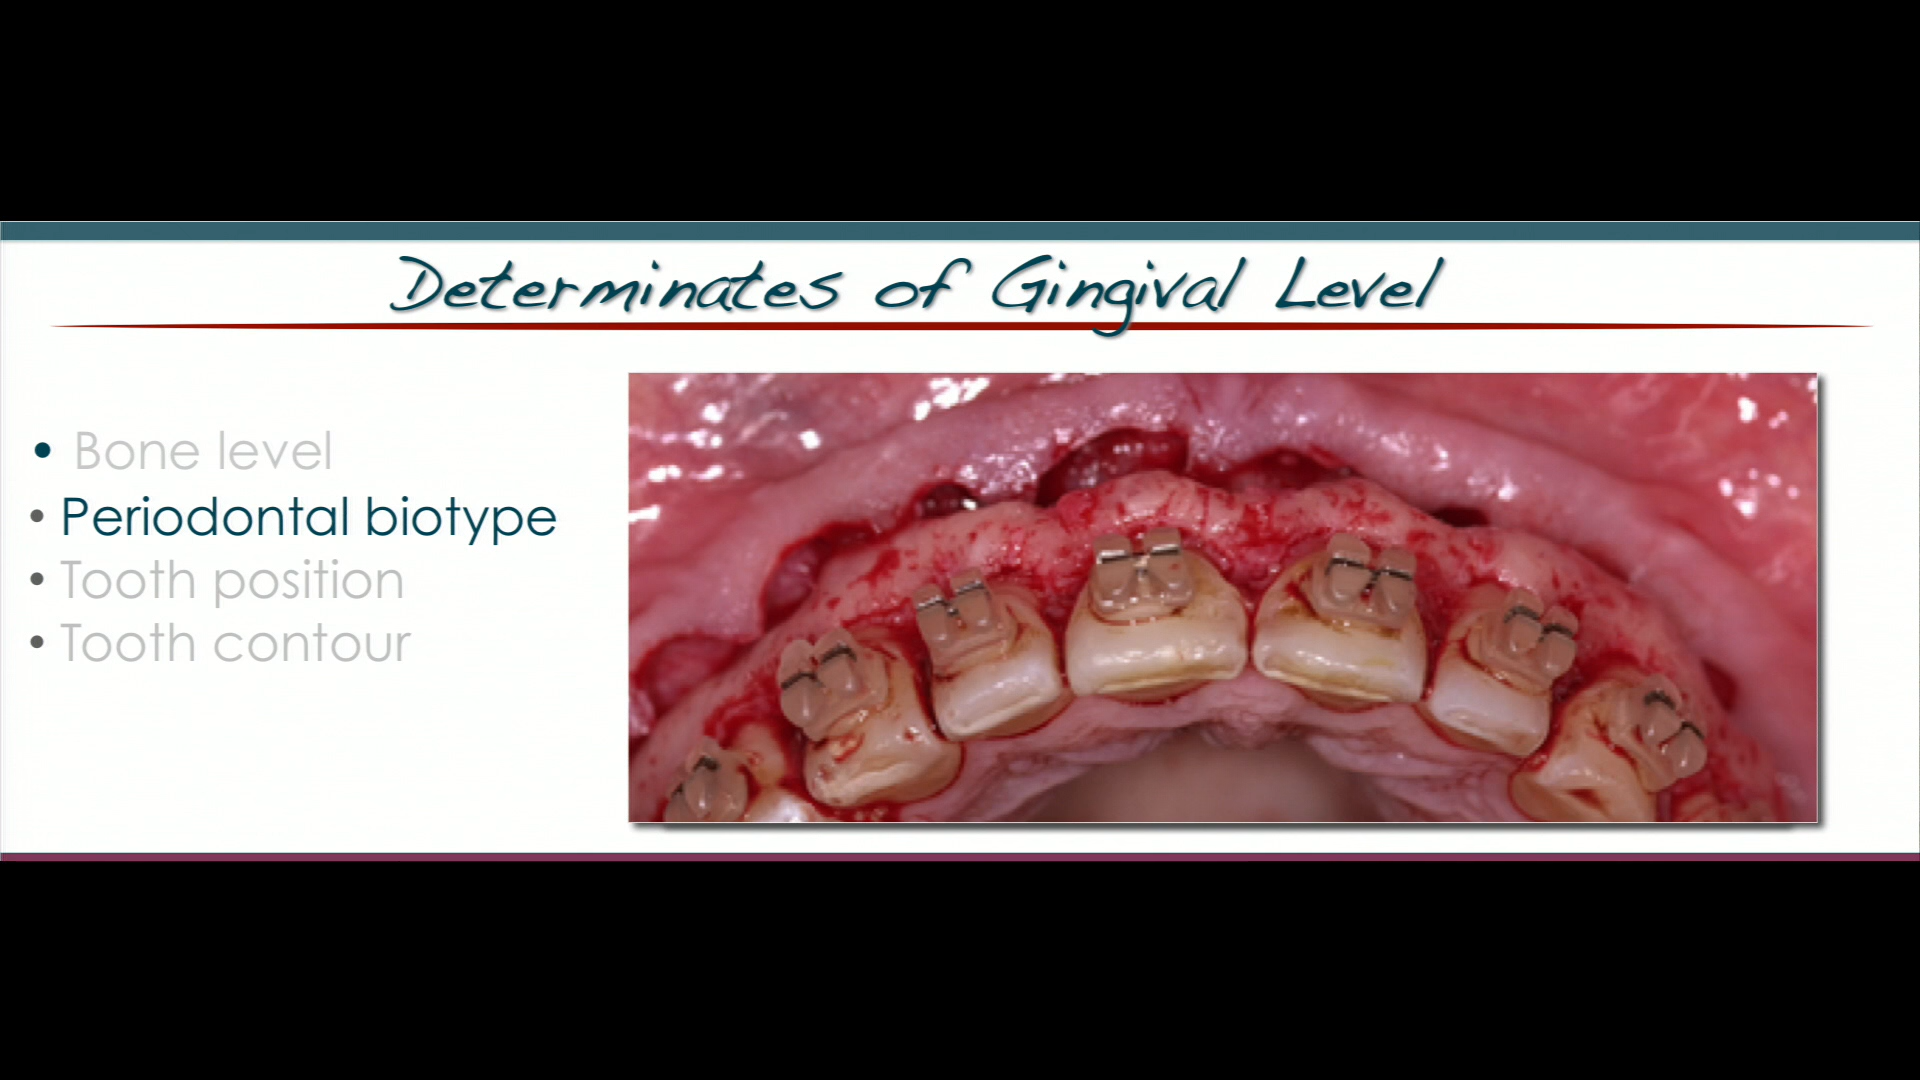 Determinates of Gingival Level
• Bone level
• Periodontal biotype
• Tooth position
• Tooth contour